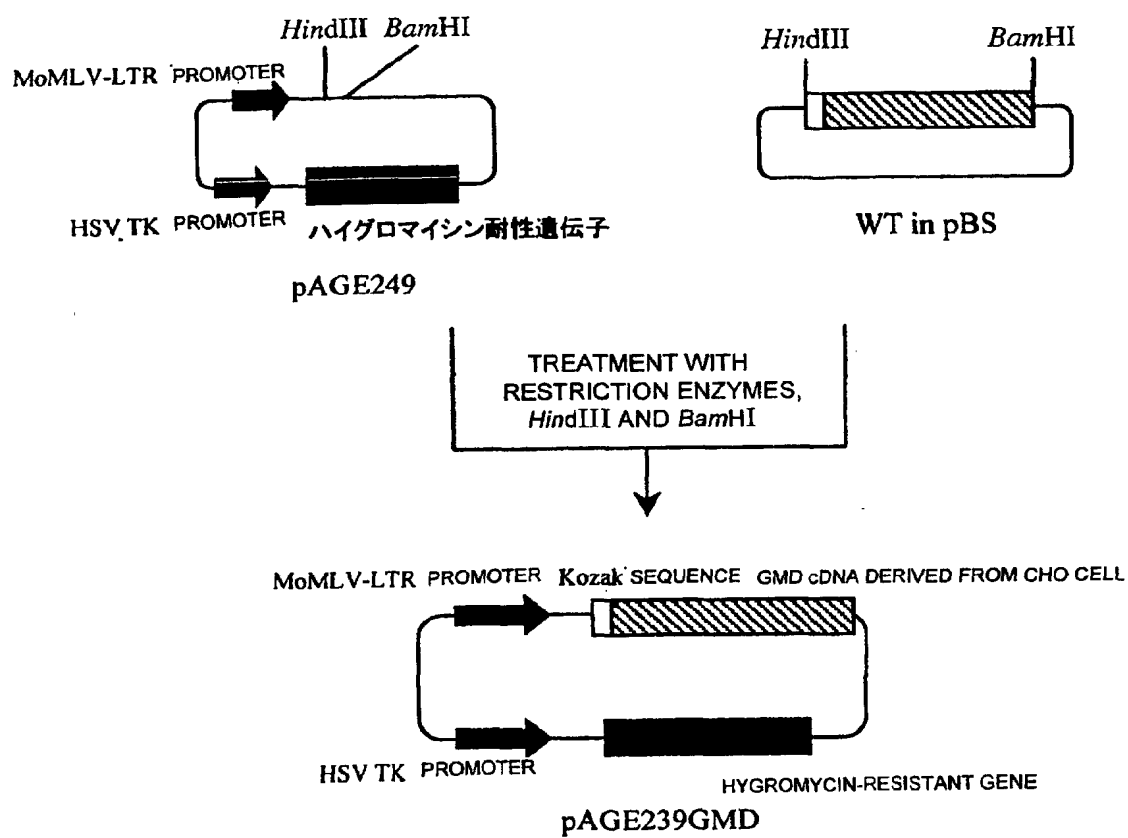 HindIII BamHI
MoMLV-LTR PROMOTER
HSV TK PROMOTER
ハイグロマイシン耐性遺伝子
pAGE249
HindIII BamHI
WT in pBS
TREATMENT WITH
RESTRICTION ENZYMES,
HindIII AND BamHI
MoMLV-LTR PROMOTER Kozak SEQUENCE GMD cDNA DERIVED FROM CHO CELL
HSV TK PROMOTER
HYGROMYCIN-RESISTANT GENE
pAGE239GMD